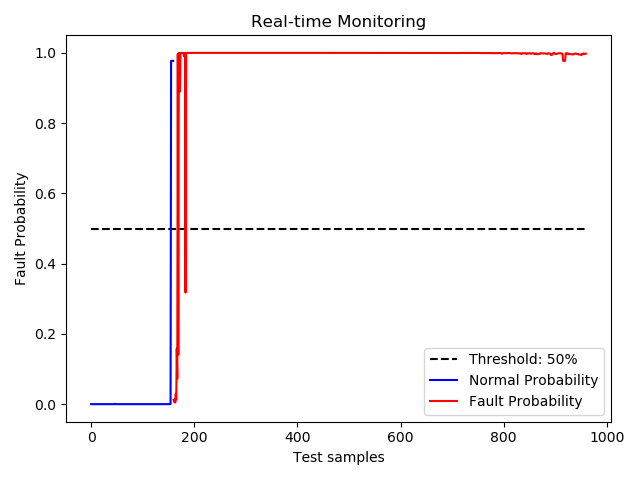 Real-time Monitoring
Fault Probability
1.0
0.8
0.6
0.4
0.2
0.0
Threshold: 50%
Normal Probability
Fault Probability
0
200
400
600
800
1000
Test samples